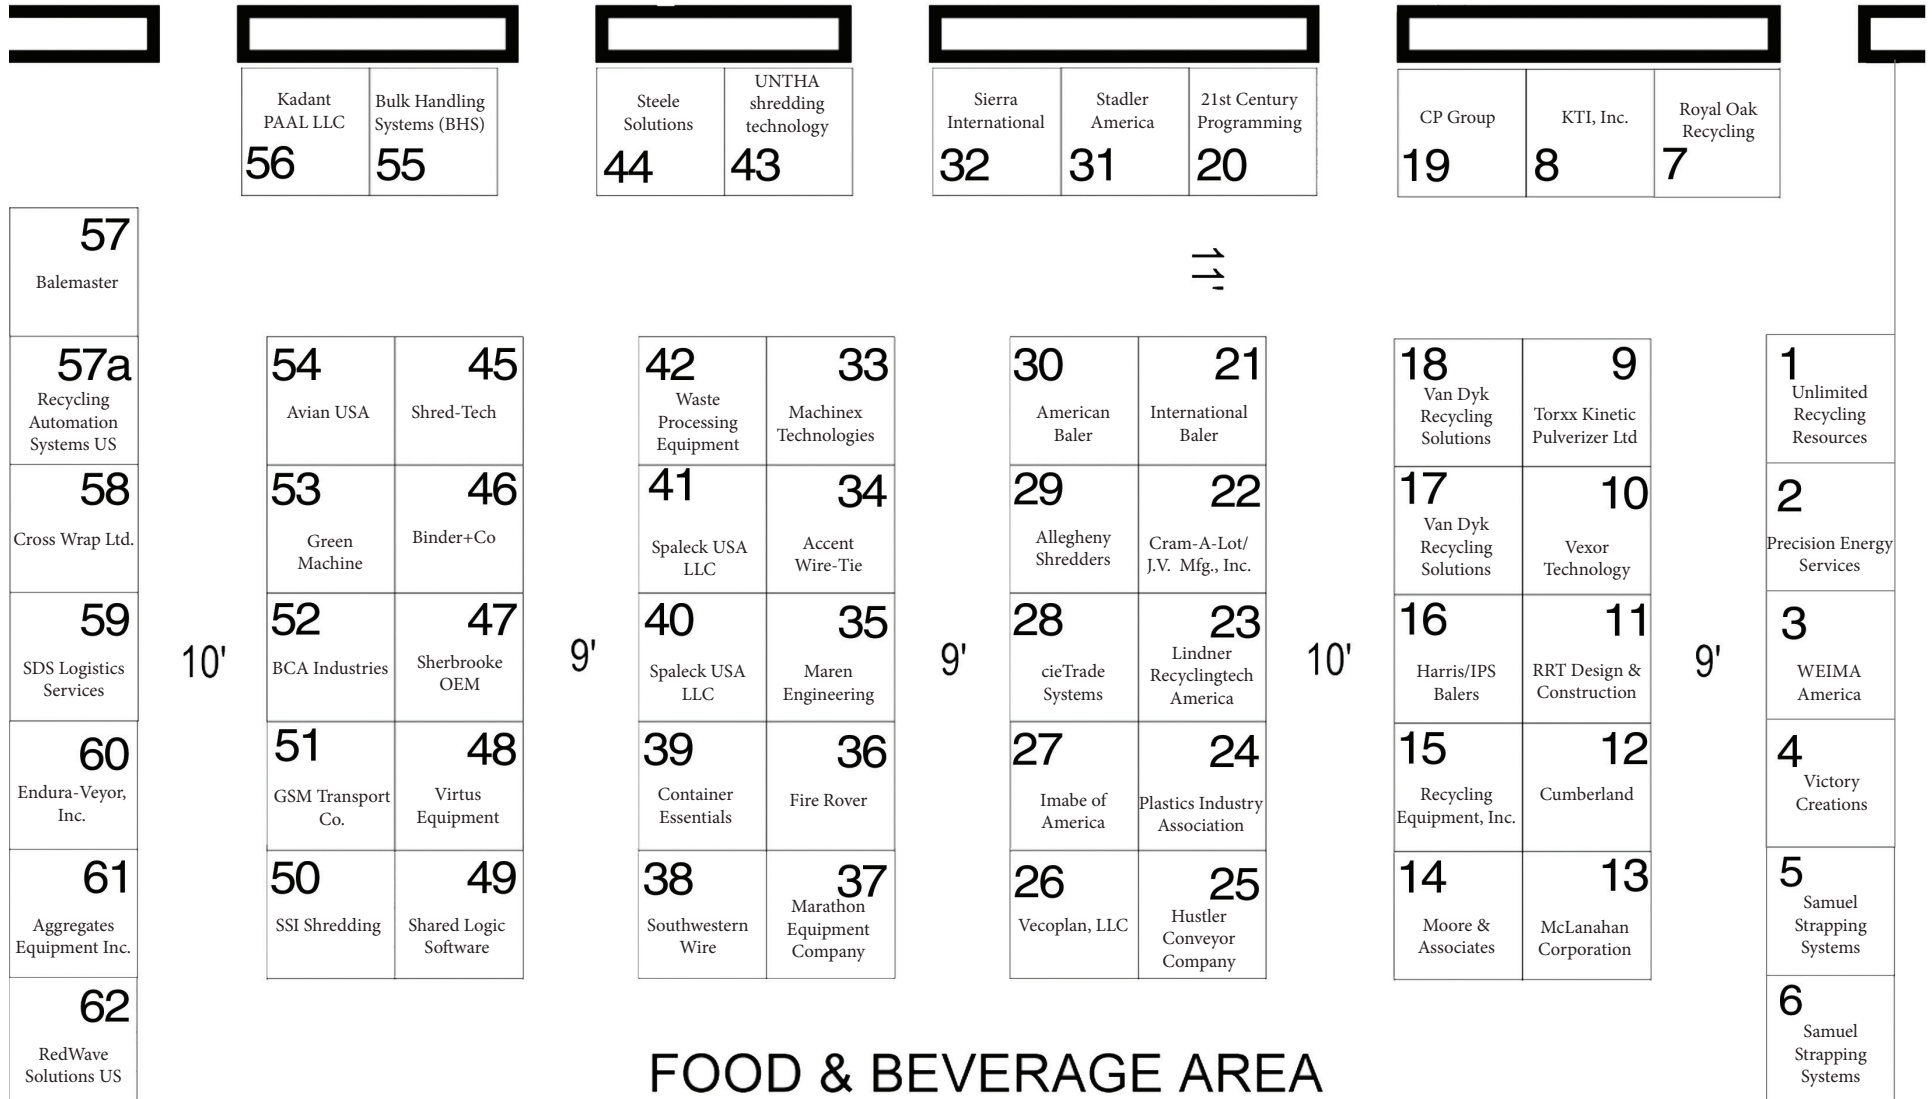 Kadant
PAAL LLC
56
Bulk Handling
Systems (BHS)
55
Steele
Solutions
44
UNTHA
shredding
technology
43
Sierra
International
32
Stadler
America
31
21st Century
Programming
20
CP Group
19
KTI, Inc.
8
Royal Oak
Recycling
7
11'
57
Balemaster
57a
Recycling
Automation
Systems US
58
Cross Wrap Ltd.
59
SDS Logistics
Services
60
Endura-Veyor,
Inc.
61
Aggregates
Equipment Inc.
62
RedWave
Solutions US
10'
54
Avian USA
45
Shred-Tech
53
Green
Machine
46
Binder+Co
52
BCA Industries
47
Sherbrooke
OEM
51
GSM Transport
Co.
48
Virtus
Equipment
50
SSI Shredding
49
Shared Logic
Software
9'
42
Waste
Processing
Equipment
33
Machinex
Technologies
41
Spaleck USA
LLC
34
Accent
Wire-Tie
40
Spaleck USA
LLC
35
Maren
Engineering
39
Container
Essentials
36
Fire Rover
38
Southwestern
Wire
37
Marathon
Equipment
Company
9'
30
American
Baler
21
International
Baler
29
Allegheny
Shredders
22
Cram-A-Lot/
J.V. Mfg., Inc.
28
cieTrade
Systems
23
Lindner
Recyclingtech
America
27
Imabe of
America
24
Plastics Industry
Association
26
Vecoplan, LLC
25
Hustler
Conveyor
Company
10'
18
Van Dyk
Recycling
Solutions
9
Torxx Kinetic
Pulverizer Ltd
17
Van Dyk
Recycling
Solutions
10
Vexor
Technology
16
Harris/IPS
Balers
11
RRT Design &
Construction
15
Recycling
Equipment, Inc.
12
Cumberland
14
Moore &
Associates
13
McLanahan
Corporation
9'
1
Unlimited
Recycling
Resources
2
Precision Energy
Services
3
WEIMA
America
4
Victory
Creations
5
Samuel
Strapping
Systems
6
Samuel
Strapping
Systems
FOOD & BEVERAGE AREA